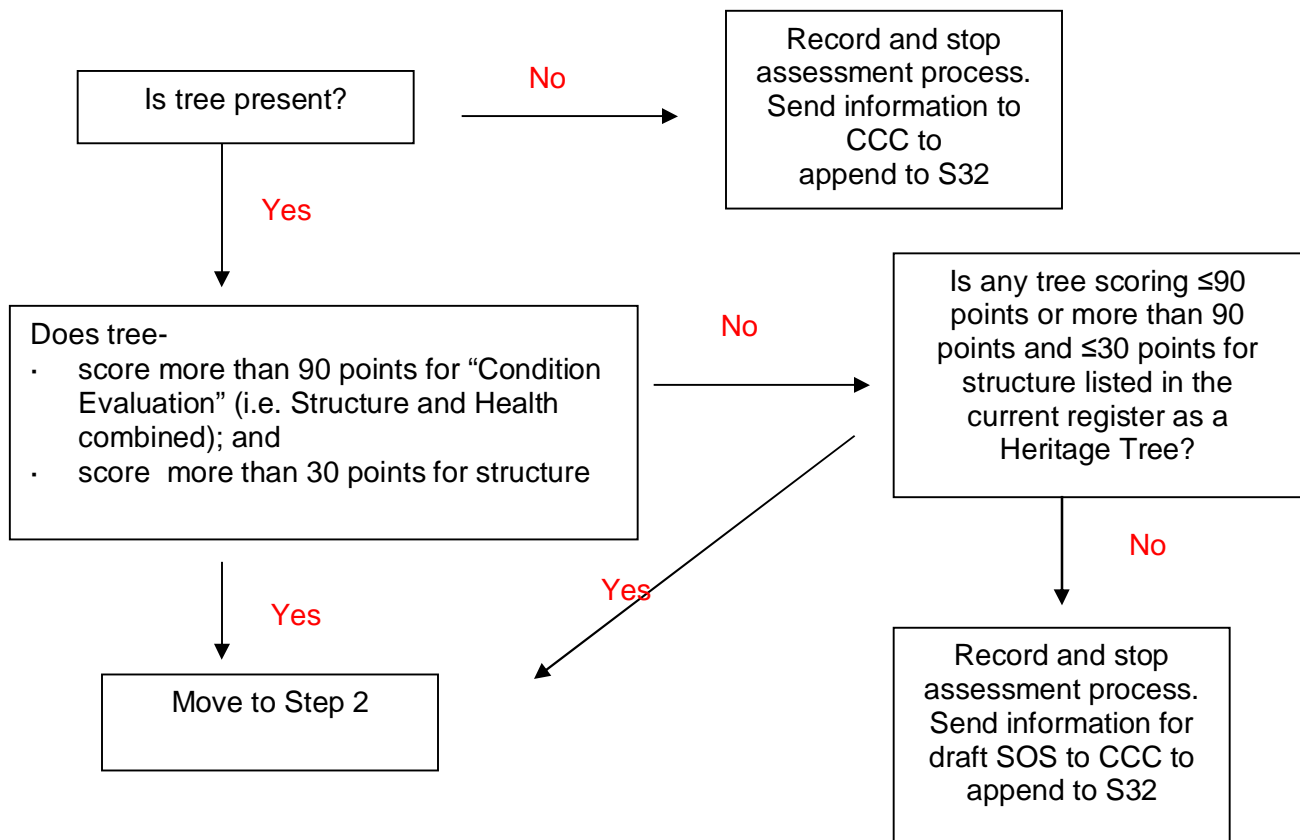 Is tree present?
No
Record and stop
assessment process.
Send information to
CCC to
append to S32
Yes
Does tree-
· score more than 90 points for “Condition
Evaluation” (i.e. Structure and Health
combined); and
· score  more than 30 points for structure
No
Is any tree scoring ≤90
points or more than 90
points and ≤30 points for
structure listed in the
current register as a
Heritage Tree?
Yes
Yes
No
Move to Step 2
Record and stop
assessment process.
Send information for
draft SOS to CCC to
append to S32